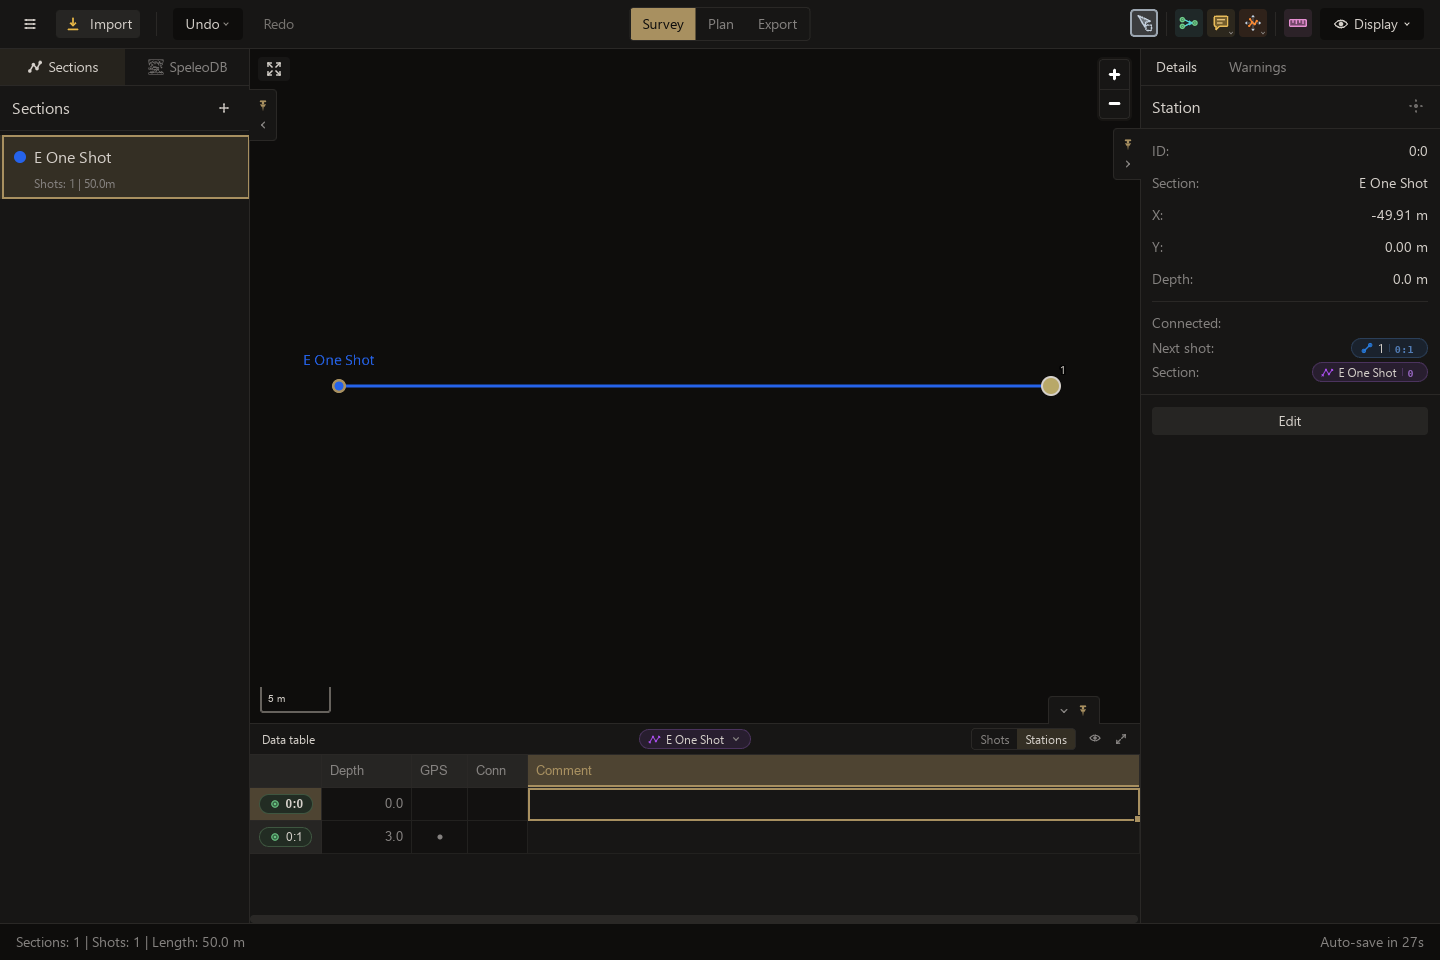 Import
Undo
Redo
Survey
Plan
Export
Display
Sections
SpeleoDB
Details
Warnings
Sections
+
E One Shot
Shots: 1 | 50.0m
Station
ID: 0:0
Section: E One Shot
X: -49.91 m
Y: 0.00 m
Depth: 0.0 m
Connected:
Next shot: 1 | 0:1
Section: E One Shot | 0
Edit
E One Shot
1
5 m
Data table
E One Shot
Shots
Stations
Depth GPS Conn Comment
0:0 0.0
0:1 3.0
Sections: 1 | Shots: 1 | Length: 50.0 m
Auto-save in 27s